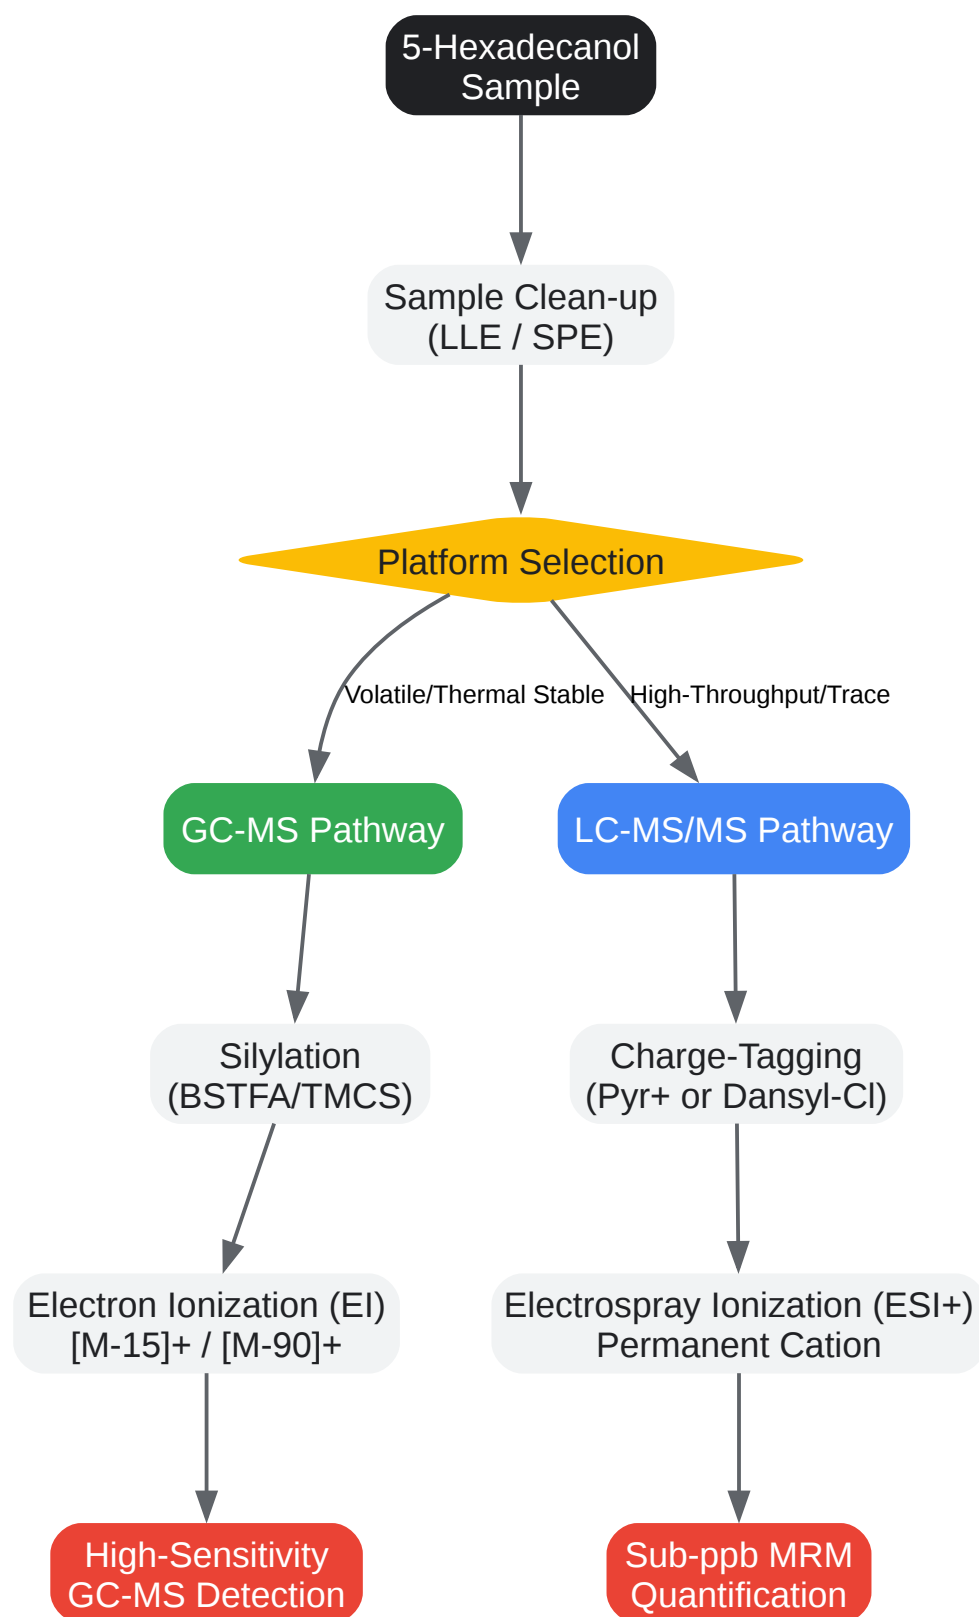 5-Hexadecanol
Sample
Sample Clean-up
(LLE / SPE)
Platform Selection
Volatile/Thermal Stable
High-Throughput/Trace
GC-MS Pathway
LC-MS/MS Pathway
Silylation
(BSTFA/TMCS)
Charge-Tagging
(Pyr+ or Dansyl-Cl)
Electron Ionization (EI)
[M-15]+ / [M-90]+
Electrospray Ionization (ESI+)
Permanent Cation
High-Sensitivity
GC-MS Detection
Sub-ppb MRM
Quantification